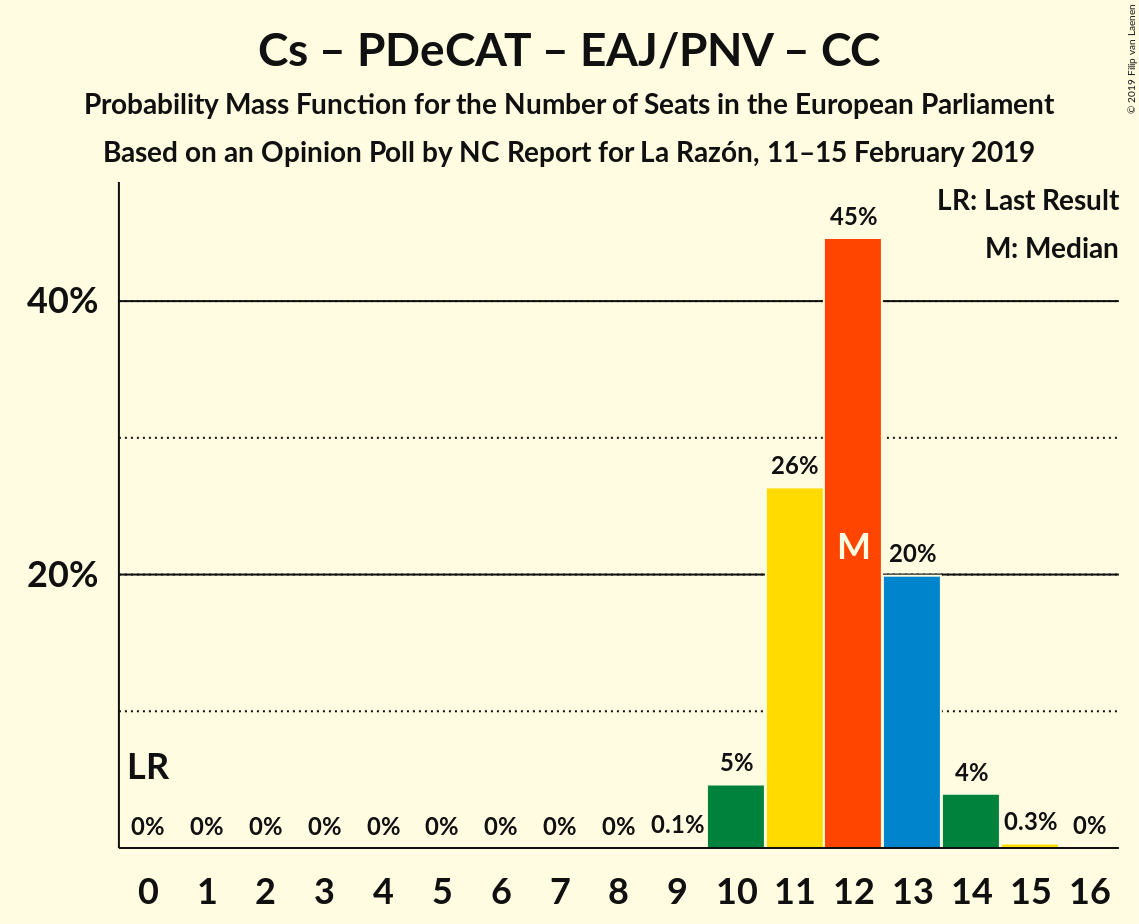 Cs – PDeCAT – EAJ/PNV – CC
Probability Mass Function for the Number of Seats in the European Parliament
Based on an Opinion Poll by NC Report for La Razón, 11–15 February 2019
© 2019 Filip van Laenen
LR: Last Result
M: Median
45%
40%
26%
M
20%
20%
LR
5%
4%
0% 0% 0% 0% 0% 0% 0% 0% 0% 0.1% 0.3% 0%
0 1 2 3 4 5 6 7 8 9 10 11 12 13 14 15 16